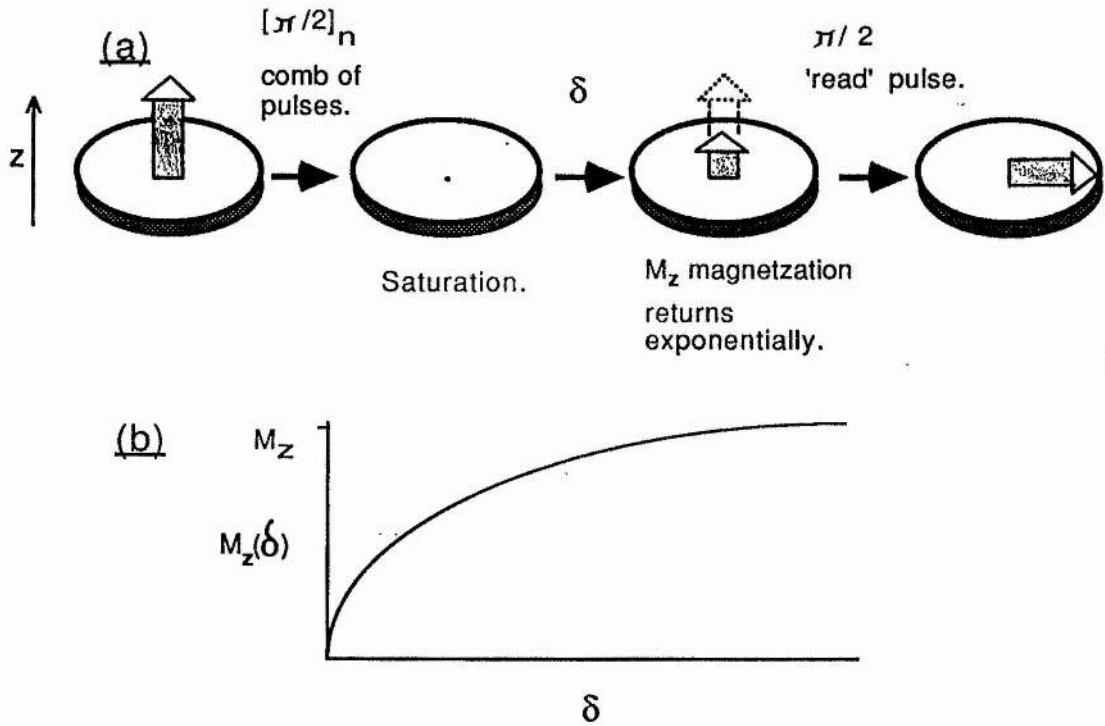 (a)
z
[π/2]n
comb of
pulses.
Saturation.
δ
Mz magnetzation
returns
exponentially.
π/2
'read' pulse.
(b)
Mz
Mz(δ)
δ